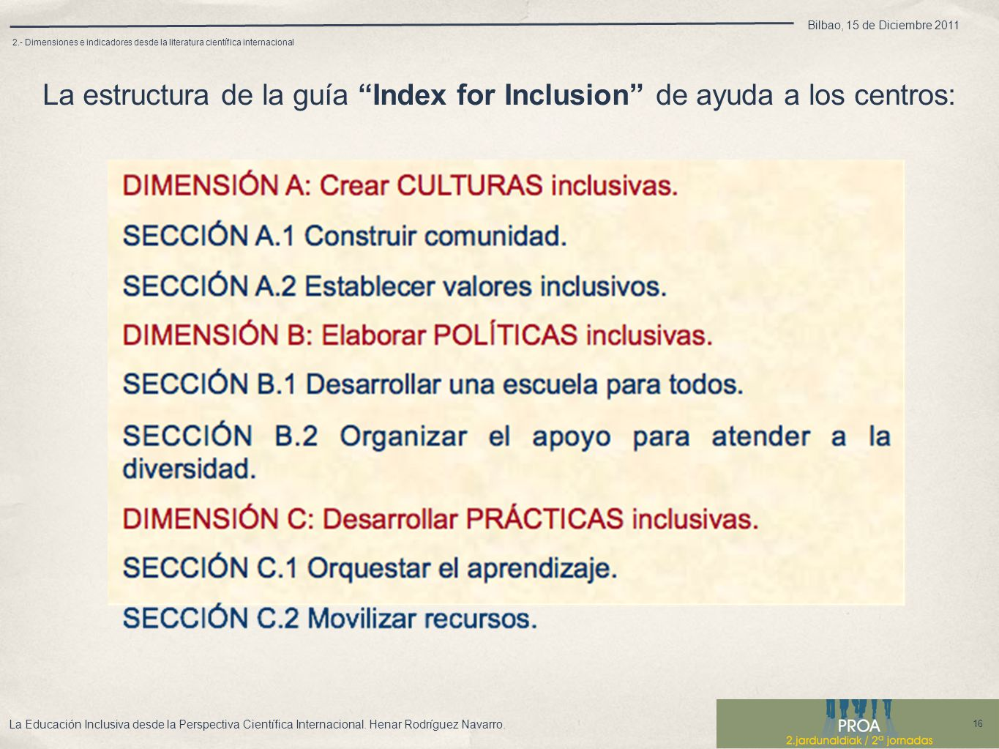 Bilbao, 15 de Diciembre 2011
2.- Dimensiones e indicadores desde la literatura científica internacional
La estructura de la guía “Index for Inclusion” de ayuda a los centros:
DIMENSIÓN A: Crear CULTURAS inclusivas.
SECCIÓN A.1 Construir comunidad.
SECCIÓN A.2 Establecer valores inclusivos.
DIMENSIÓN B: Elaborar POLÍTICAS inclusivas.
SECCIÓN B.1 Desarrollar una escuela para todos.
SECCIÓN B.2 Organizar el apoyo para atender a la
diversidad.
DIMENSIÓN C: Desarrollar PRÁCTICAS inclusivas.
SECCIÓN C.1 Orquestar el aprendizaje.
SECCIÓN C.2 Movilizar recursos.
La Educación Inclusiva desde la Perspectiva Científica Internacional. Henar Rodríguez Navarro.
PROA
2.jardunaldiak / 2ª jornadas
16